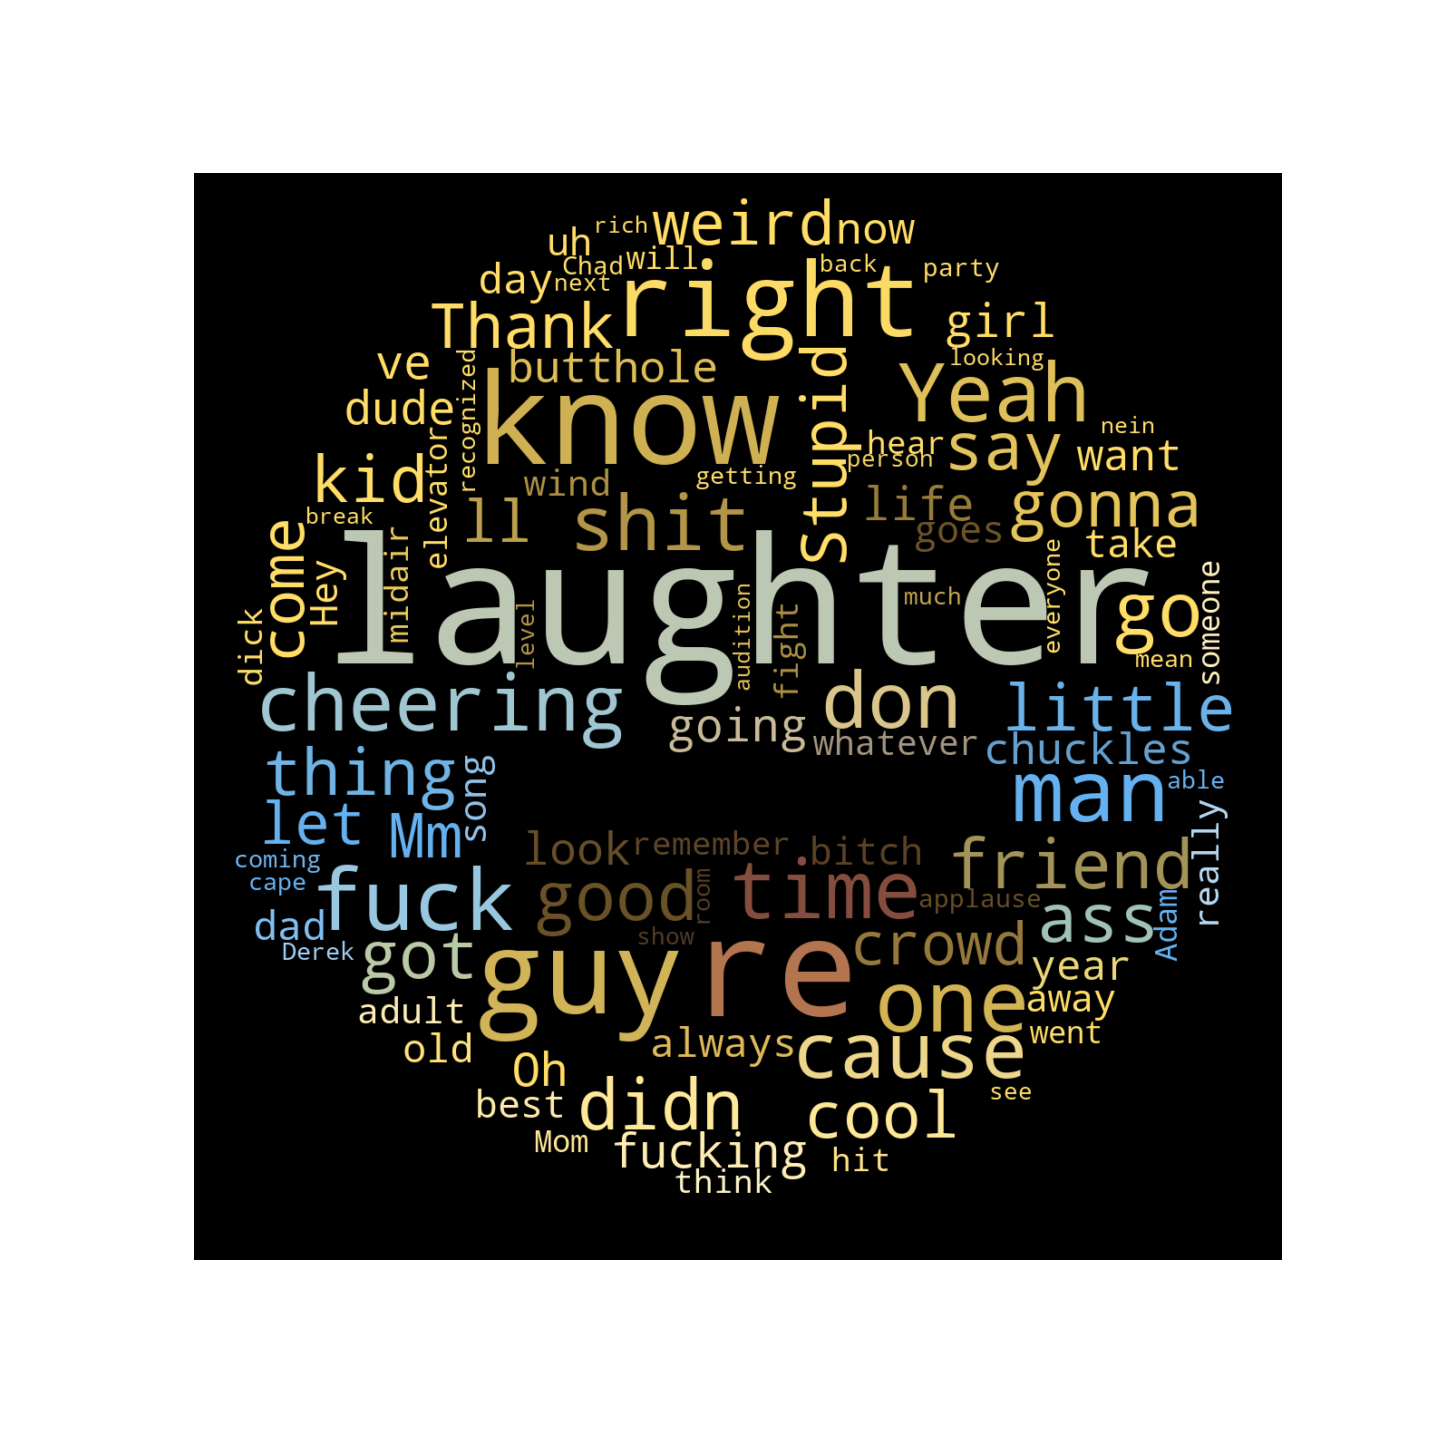 rich
weird
now
uh
Chad
will
back
party
day
next
right
Thank
girl
ve
recognized
butthole
Stupid
looking
Yeah
know
dude
elevator
nein
hear
say
want
person
kid
wind
getting
break
ll
shit
life
gonna
goes
take
come
Hey
midair
laughter
everyone
someone
dick
level
audition
fight
much
go
mean
cheering
don
little
going
whatever
chuckles
thing
song
man
able
let
Mm
really
coming
look
remember
bitch
friend
cape
fuck
good
room
time
applause
ass
Adam
dad
Derek
got
show
guy
re
crowd
year
adult
one
away
old
always
cause
went
Oh
best
didn
cool
see
Mom
fucking
hit
think